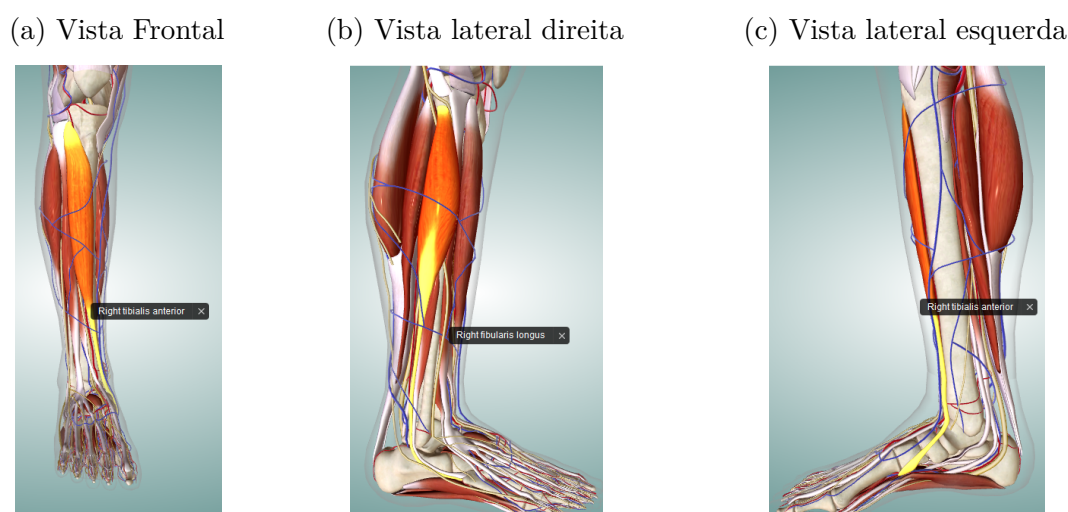 (a) Vista Frontal
(b) Vista lateral direita
(c) Vista lateral esquerda
Right tibialis anterior ×
Right fibularis longus ×
Right tibialis anterior ×